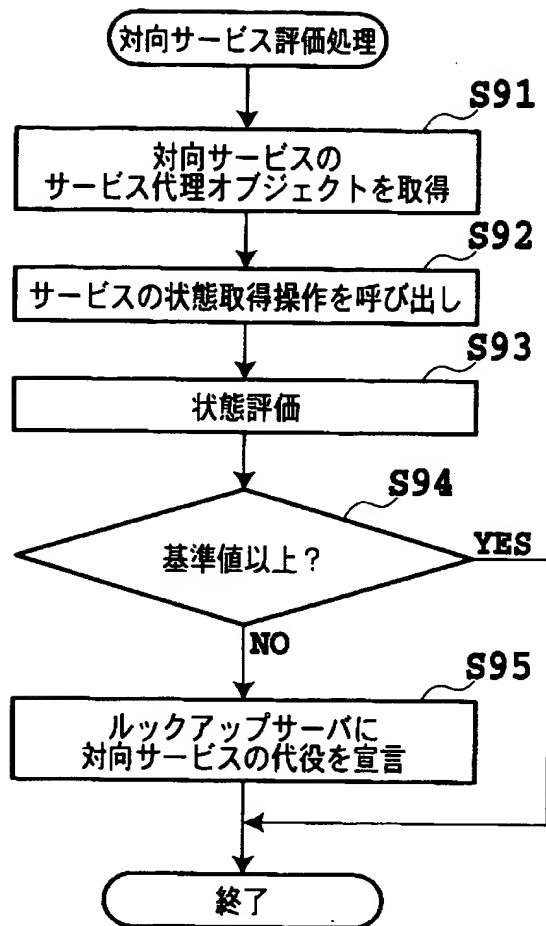 対向サービス評価処理
S91
対向サービスの
サービス代理オブジェクトを取得
S92
サービスの状態取得操作を呼び出し
S93
状態評価
S94
基準値以上？
YES
NO
S95
ルックアップサーバに
対向サービスの代役を宣言
終了